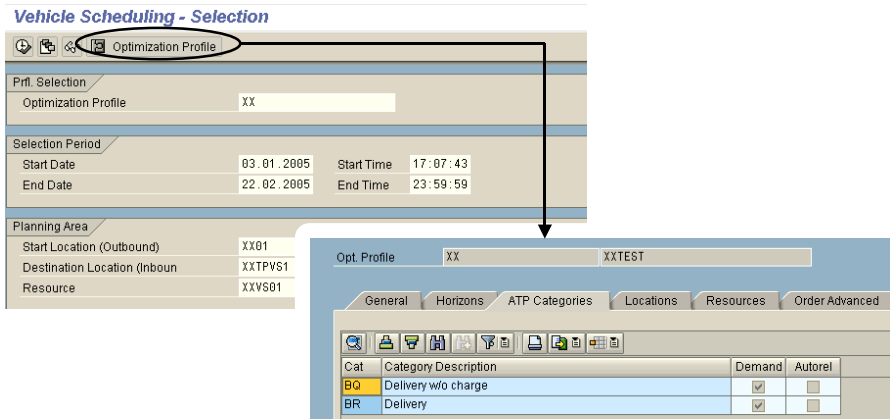 Vehicle Scheduling - Selection
Optimization Profile
Prfl. Selection
Optimization Profile XX
Selection Period
Start Date 03.01.2005 Start Time 17:07:43
End Date 22.02.2005 End Time 23:59:59
Planning Area
Start Location (Outbound) XX01
Destination Location (Inboun XXTPVS1
Resource XXVS01
Opt. Profile XX XXTEST
General Horizons ATP Categories Locations Resources Order Advanced
Cat Category Description Demand Autorel
BQ Delivery w/o charge
BR Delivery